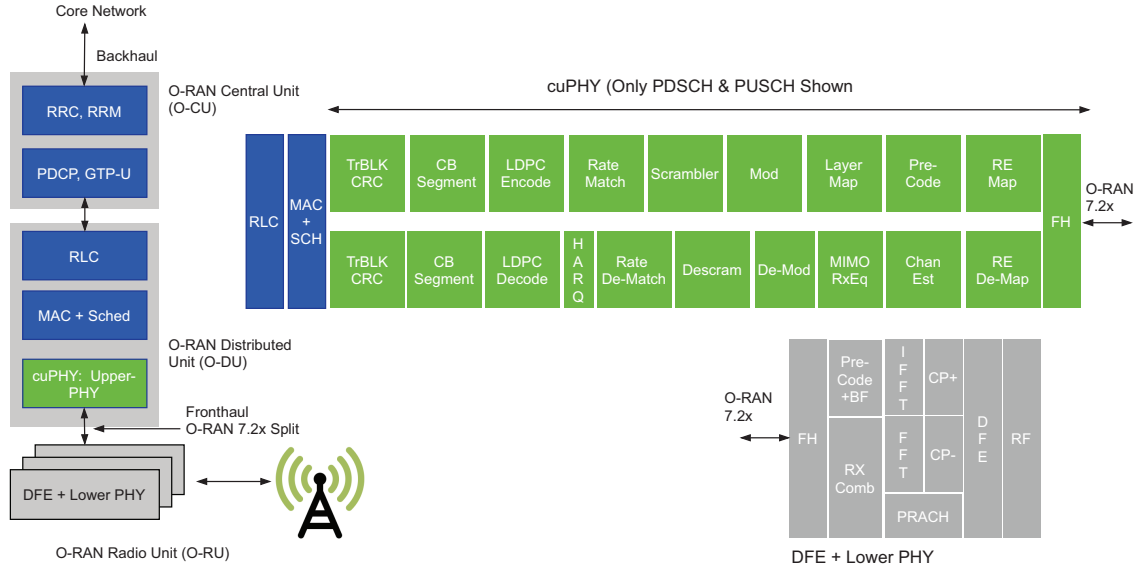 Core Network
Backhaul
O-RAN Central Unit
(O-CU)
RRC, RRM
PDCP, GTP-U
RLC
MAC + Sched
O-RAN Distributed
Unit (O-DU)
cuPHY: Upper-
PHY
Fronthaul
O-RAN 7.2x Split
DFE + Lower PHY
O-RAN Radio Unit (O-RU)
cuPHY (Only PDSCH & PUSCH Shown
RLC
MAC
+
SCH
TrBLK
CRC
CB
Segment
LDPC
Encode
Rate
Match
Scrambler
Mod
Layer
Map
Pre-
Code
RE
Map
FH
O-RAN
7.2x
TrBLK
CRC
CB
Segment
LDPC
Decode
H
A
R
Q
Rate
De-Match
Descram
De-Mod
MIMO
RxEq
Chan
Est
RE
De-Map
O-RAN
7.2x
FH
Pre-
Code
+BF
I
F
F
T
CP+
D
F
E
RF
RX
Comb
F
F
T
CP-
PRACH
DFE + Lower PHY